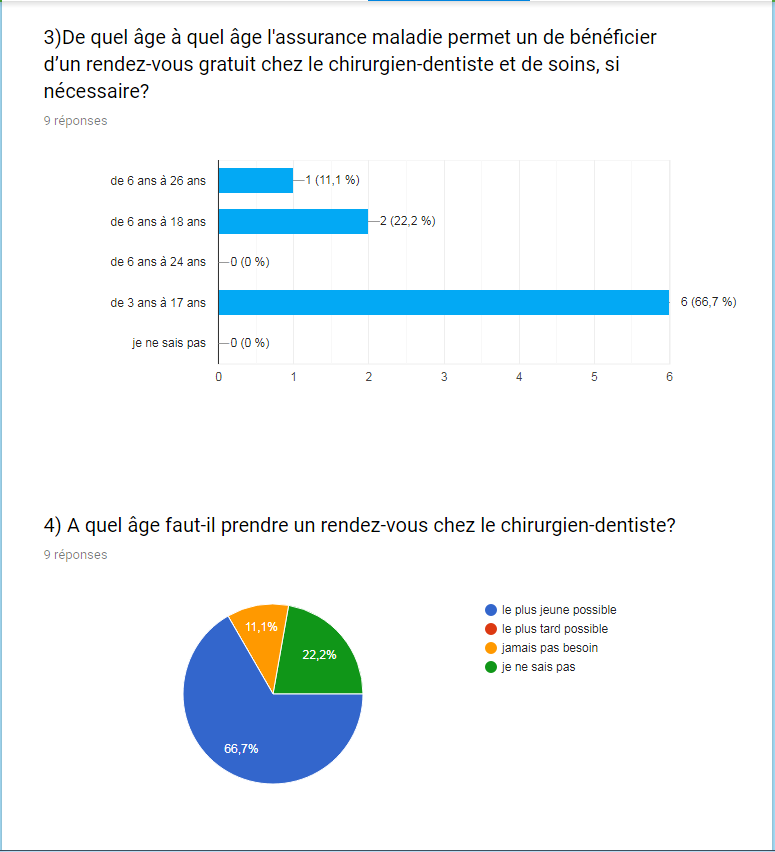 3)De quel âge à quel âge l'assurance maladie permet un de bénéficier
d'un rendez-vous gratuit chez le chirurgien-dentiste et de soins, si
nécessaire?
9 réponses
de 6 ans à 26 ans
1 (11,1 %)
de 6 ans à 18 ans
2 (22,2 %)
de 6 ans à 24 ans
0 (0 %)
de 3 ans à 17 ans
6 (66,7 %)
je ne sais pas
0 (0 %)
0 1 2 3 4 5 6
4) A quel âge faut-il prendre un rendez-vous chez le chirurgien-dentiste?
9 réponses
11,1%
22,2%
66,7%
le plus jeune possible
le plus tard possible
jamais pas besoin
je ne sais pas